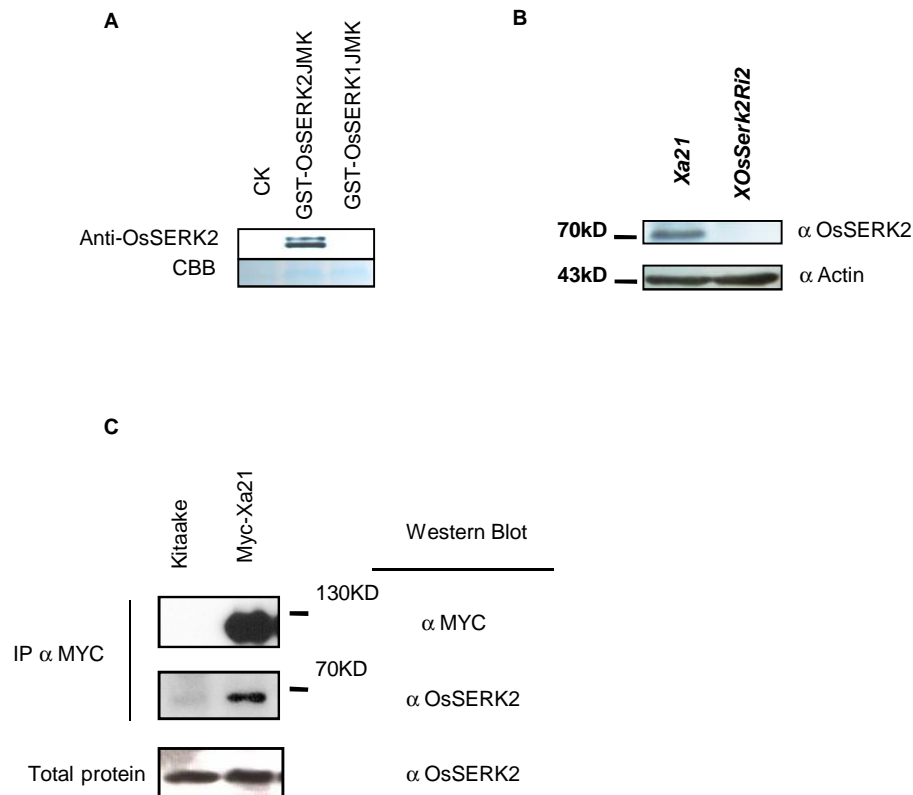 A
CK
GST-OsSERK2JMK
GST-OsSERK1JMK
Anti-OsSERK2
CBB
B
Xa21
XOsSerk2Ri2
70kD
α OsSERK2
43kD
α Actin
C
Kitaake
Myc-Xa21
Western Blot
130KD
IP α MYC
α MYC
70KD
α OsSERK2
Total protein
α OsSERK2